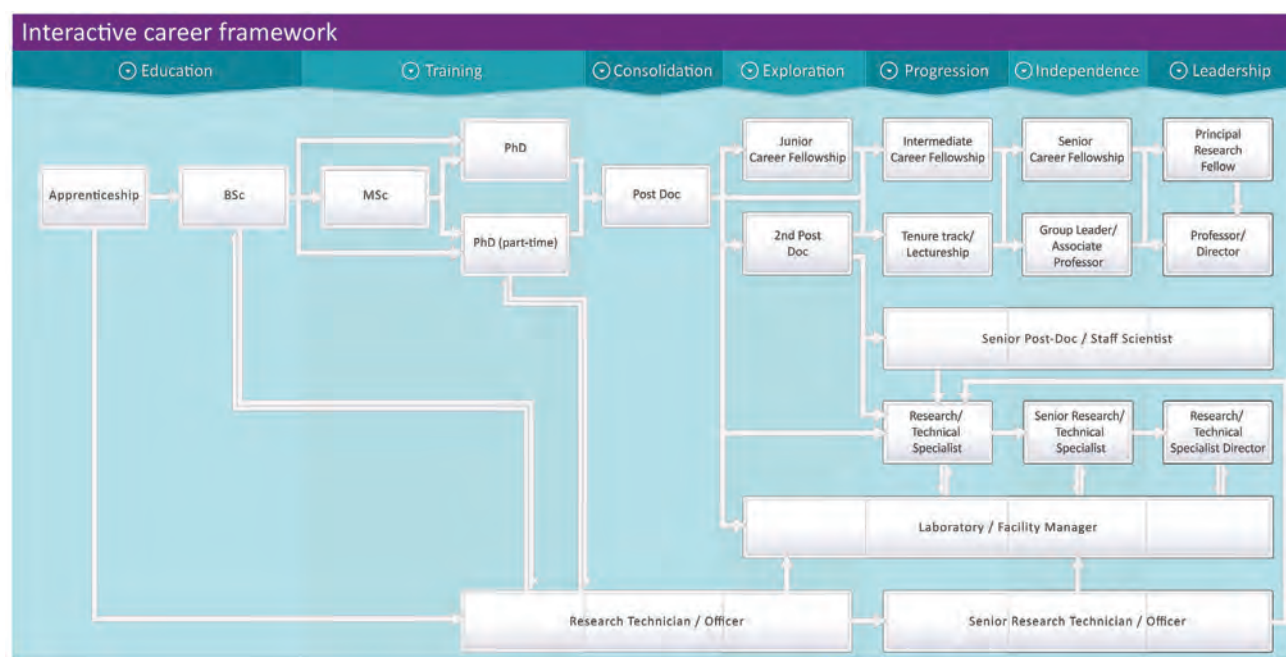 Interactive career framework
Education
Training
Consolidation
Exploration
Progression
Independence
Leadership
PhD
Junior
Career Fellowship
Intermediate
Career Fellowship
Senior
Career Fellowship
Principal
Research
Fellow
Apprenticeship
BSc
MSc
Post Doc
PhD (part-time)
2nd Post
Doc
Tenure track/
Lectureship
Group Leader/
Associate
Professor
Professor/
Director
Senior Post-Doc / Staff Scientist
Research/
Technical
Specialist
Senior Research/
Technical
Specialist
Research/
Technical
Specialist Director
Laboratory / Facility Manager
Research Technician / Officer
Senior Research Technician / Officer